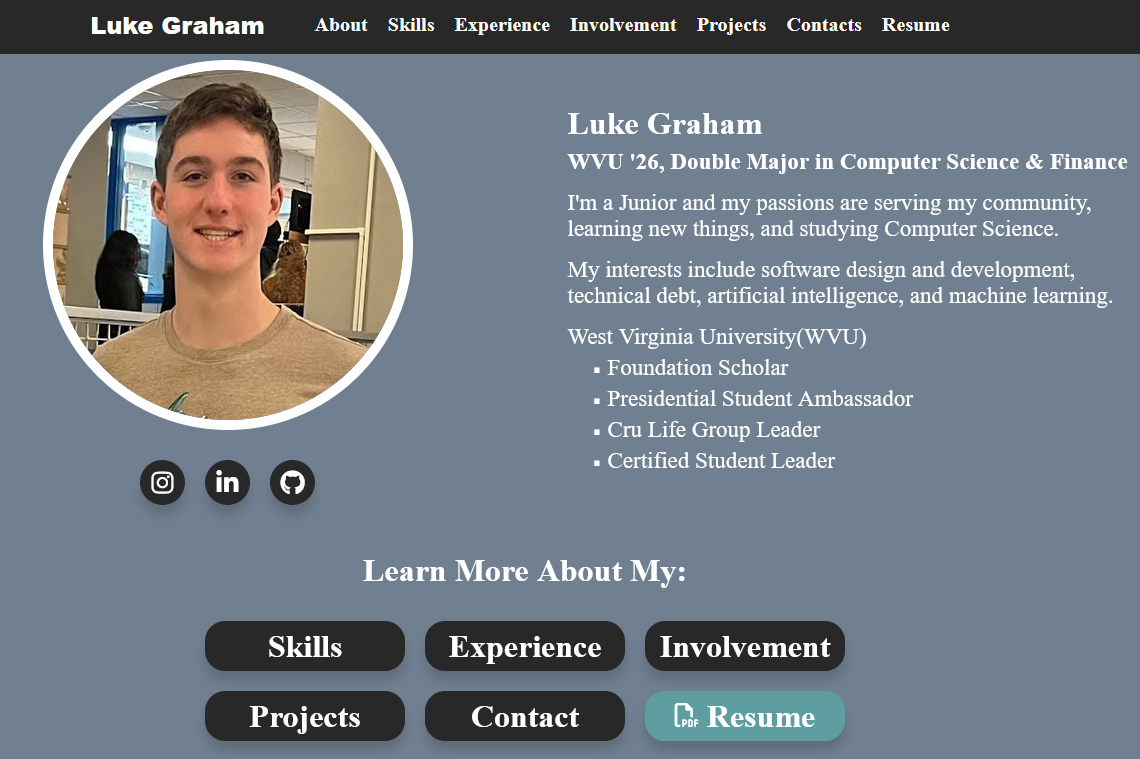 Luke Graham
About Skills Experience Involvement Projects Contacts Resume
Luke Graham
WVU '26, Double Major in Computer Science & Finance
I'm a Junior and my passions are serving my community,
learning new things, and studying Computer Science.
My interests include software design and development,
technical debt, artificial intelligence, and machine learning.
West Virginia University(WVU)
▪ Foundation Scholar
▪ Presidential Student Ambassador
▪ Cru Life Group Leader
▪ Certified Student Leader
in
Learn More About My:
Skills Experience Involvement
Projects Contact PDF Resume